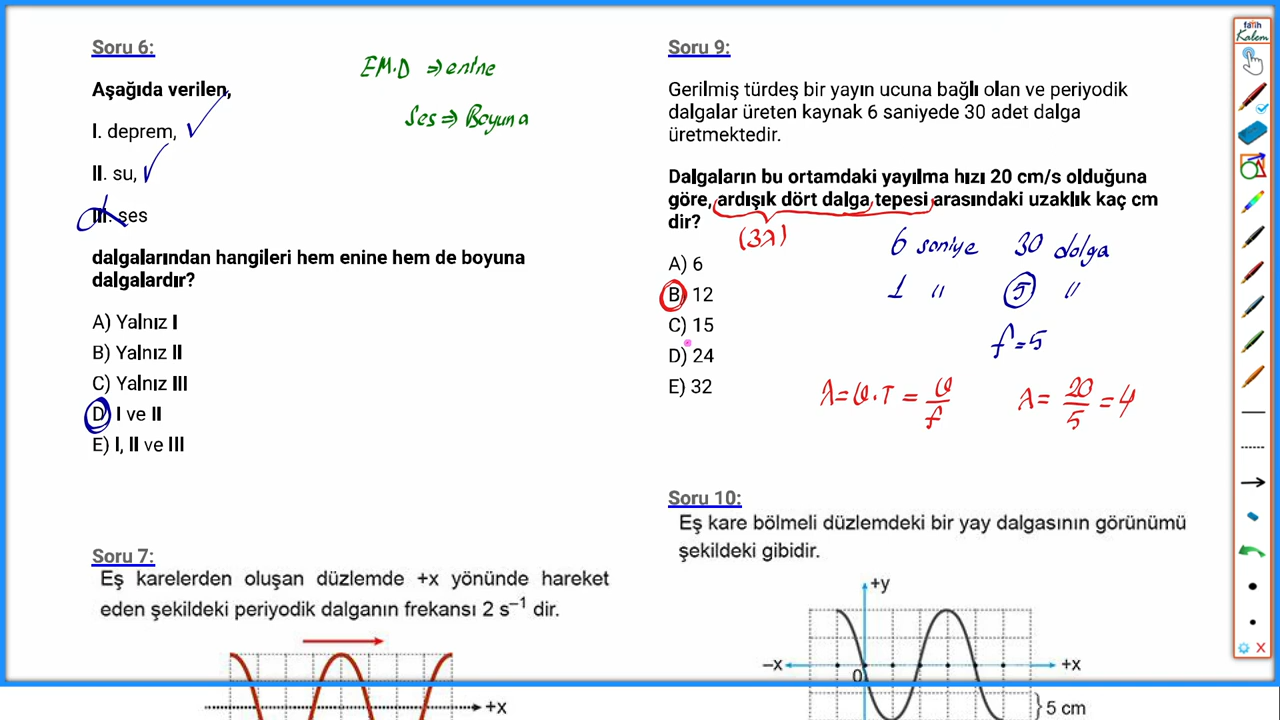 Soru 6:
EM.D ⇒ enine
Ses ⇒ Boyuna
Aşağıda verilen,
I. deprem,
II. su,
III. ses
dalgalarından hangileri hem enine hem de boyuna
dalgalardır?
A) Yalnız I
B) Yalnız II
C) Yalnız III
D) I ve II
E) I, II ve III
Soru 7:
Eş karelerden oluşan düzlemde +x yönünde hareket
eden şekildeki periyodik dalganın frekansı 2 s⁻¹ dir.
+x
Soru 9:
Gerilmiş türdeş bir yayın ucuna bağlı olan ve periyodik
dalgalar üreten kaynak 6 saniyede 30 adet dalga
üretmektedir.
Dalgaların bu ortamdaki yayılma hızı 20 cm/s olduğuna
göre, ardışık dört dalga tepesi arasındaki uzaklık kaç cm
dir?
(3λ)
A) 6
B) 12
C) 15
D) 24
E) 32
6 saniye 30 dalga
1 " 5 "
f=5
λ=ϑ.T = ϑ/f
λ= 20/5 =4
Soru 10:
Eş kare bölmeli düzlemdeki bir yay dalgasının görünümü
şekildeki gibidir.
+y
-x
0
+x
5 cm
fatih
Kalem